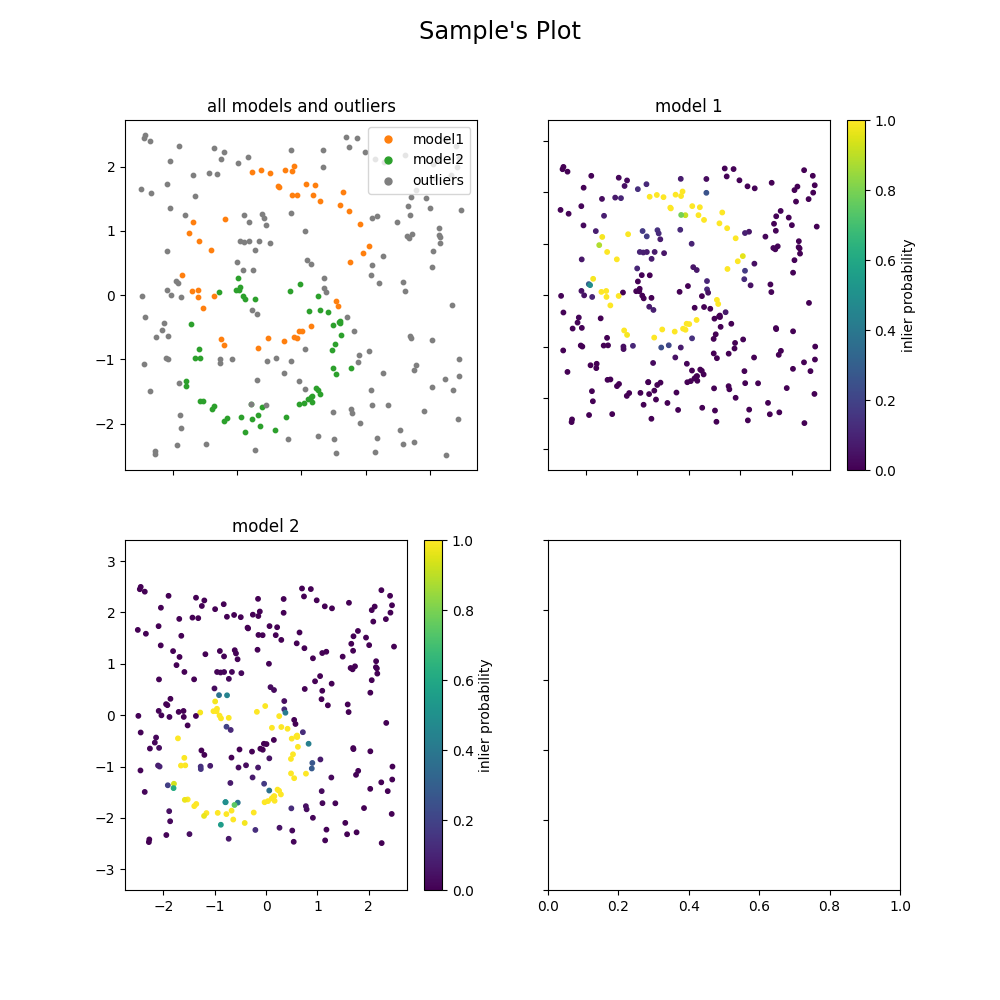 Sample's Plot
all models and outliers
model1
model2
outliers
2
1
0
−1
−2
model 1
1.0
0.8
0.6
0.4
0.2
0.0
inlier probability
model 2
3
2
1
0
−1
−2
−3
−2 −1 0 1 2
1.0
0.8
0.6
0.4
0.2
0.0
inlier probability
0.0 0.2 0.4 0.6 0.8 1.0